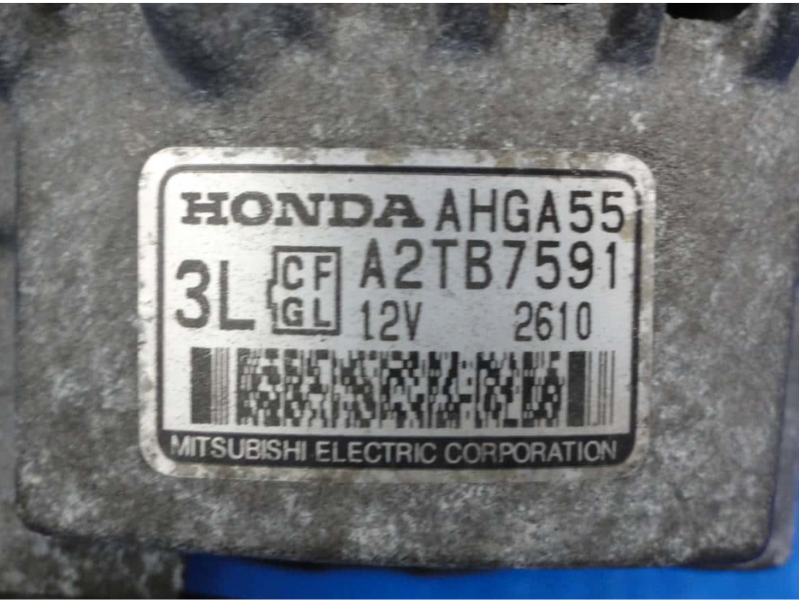 HONDA AHGA55
3L CF GL A2TB7591
12V 2610
MITSUBISHI ELECTRIC CORPORATION